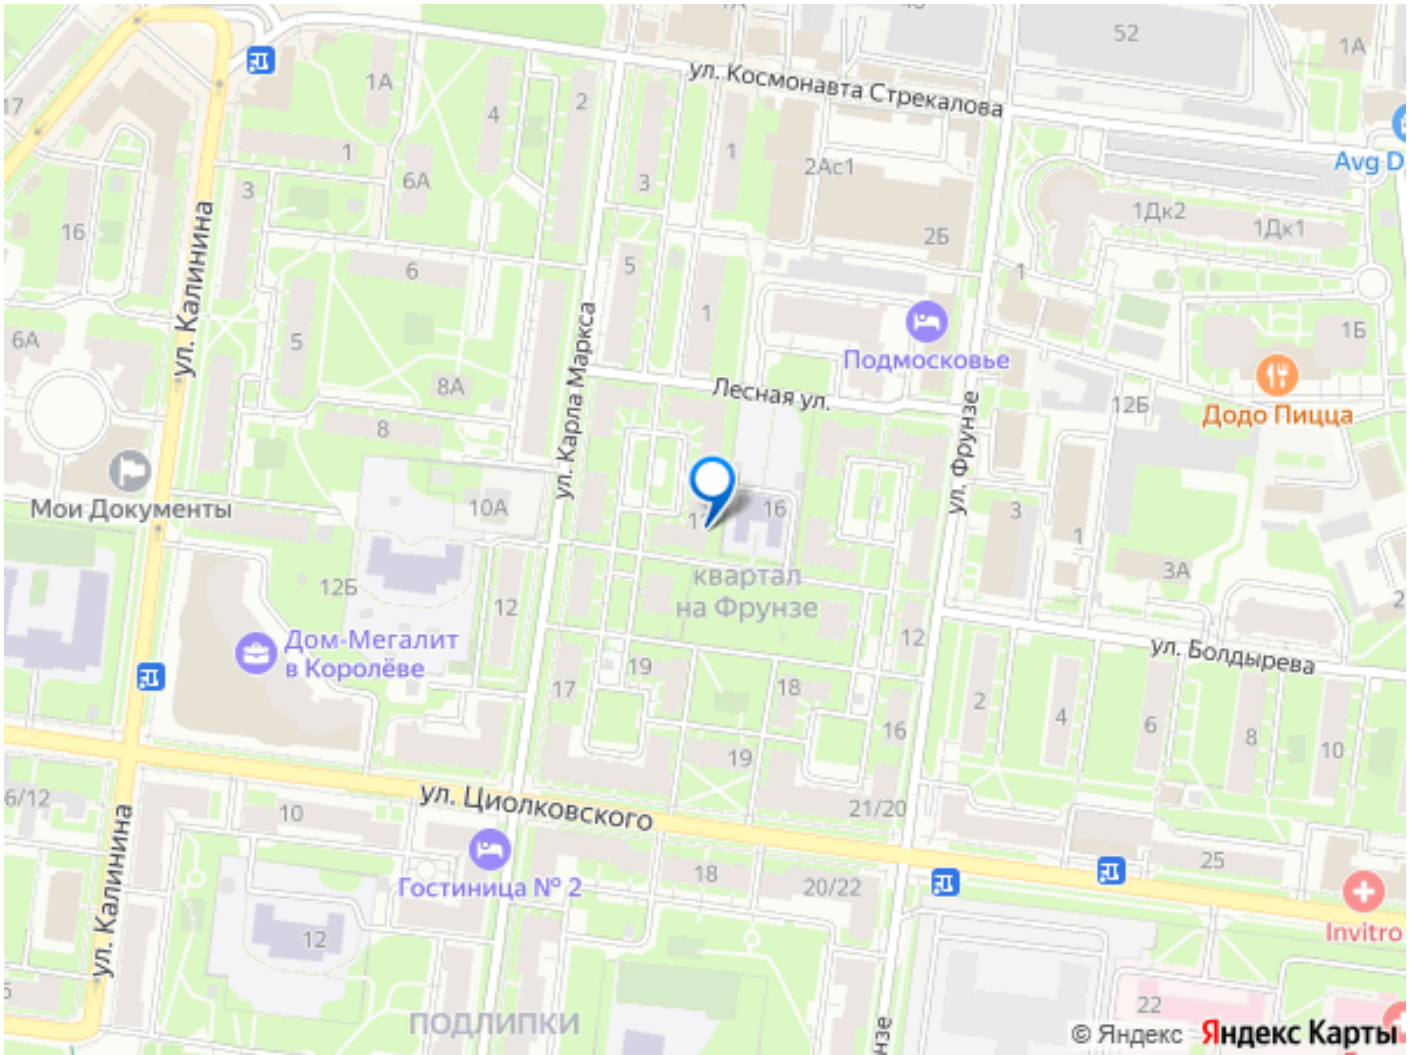 52
1А
17
1А
2
ул. Космонавта Стрекалова
4
1
1
2Ас1
Avg D
3
6А
3
16
ул. Калинина
1Дк2
1Дк1
2Б
5
6
1
6А
5
1
ул. Карла Маркса
1Б
Подмосковье
8А
Лесная ул.
12Б
Додо Пицца
8
ул. Фрунзе
Мои Документы
10А
16
3
1
квартал
на Фрунзе
3А
12Б
12
2
Дом-Мегалит
в Королёве
12
ул. Болдырева
19
17
18
2
4
6
8
10
16
19
6/12
10
ул. Циолковского
21/20
ул. Калинина
Гостиница № 2
18
20/22
25
Invitro
12
5
ПОДЛИПКИ
22
© Яндекс Яндекс Карты